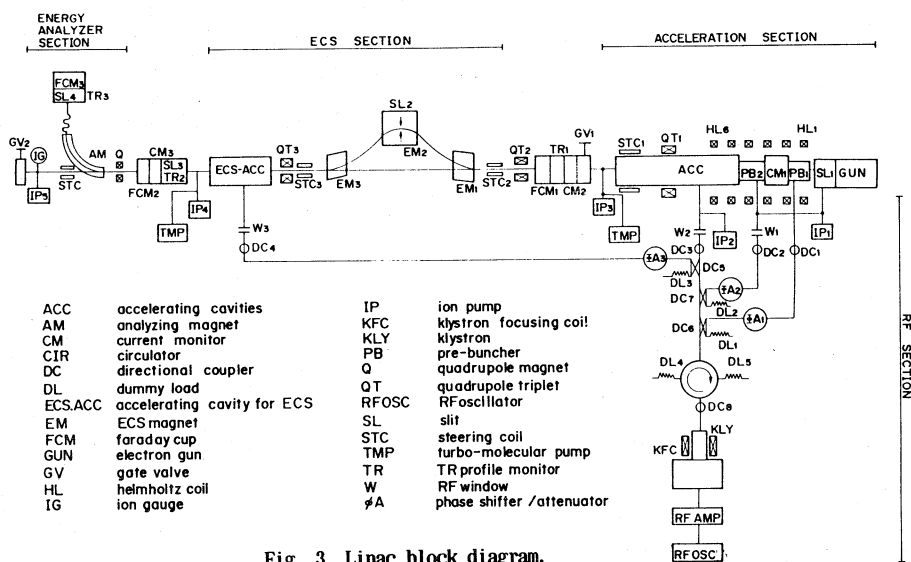 ENERGY
ANALYZER
SECTION
ECS SECTION
ACCELERATION SECTION
FCM3
SL4
TR3
GV2
IG
AM
Q
STC
IP5
CM3
SL3
TR2
FCM2
IP4
TMP
ECS-ACC
QT3
STC3
EM3
SL2
EM2
EM1
STC2
QT2
TR1
GV1
FCM1
CM2
IP3
TMP
STC1
QT1
HL6
HL1
ACC
PB2
CM1
PB1
SL1
GUN
W3
DC4
W2
IP2
W1
IP1
DC3
DC2
DC1
ΦA3
DC5
DL3
ΦA2
DC7
DL2
ΦA1
DC6
DL1
DL4
DL5
DC8
KLY
KFC
RF AMP
RFOSC
RF SECTION
ACC accelerating cavities
AM analyzing magnet
CM current monitor
CIR circulator
DC directional coupler
DL dummy load
ECS.ACC accelerating cavity for ECS
EM ECS magnet
FCM faraday cup
GUN electron gun
GV gate valve
HL helmholtz coil
IG ion gauge
IP ion pump
KFC klystron focusing coil
KLY klystron
PB pre-buncher
Q quadrupole magnet
QT quadrupole triplet
RFOSC RFoscillator
SL slit
STC steering coil
TMP turbo-molecular pump
TR TR profile monitor
W RF window
φA phase shifter /attenuator
Fig. 3 Linac block diagram.